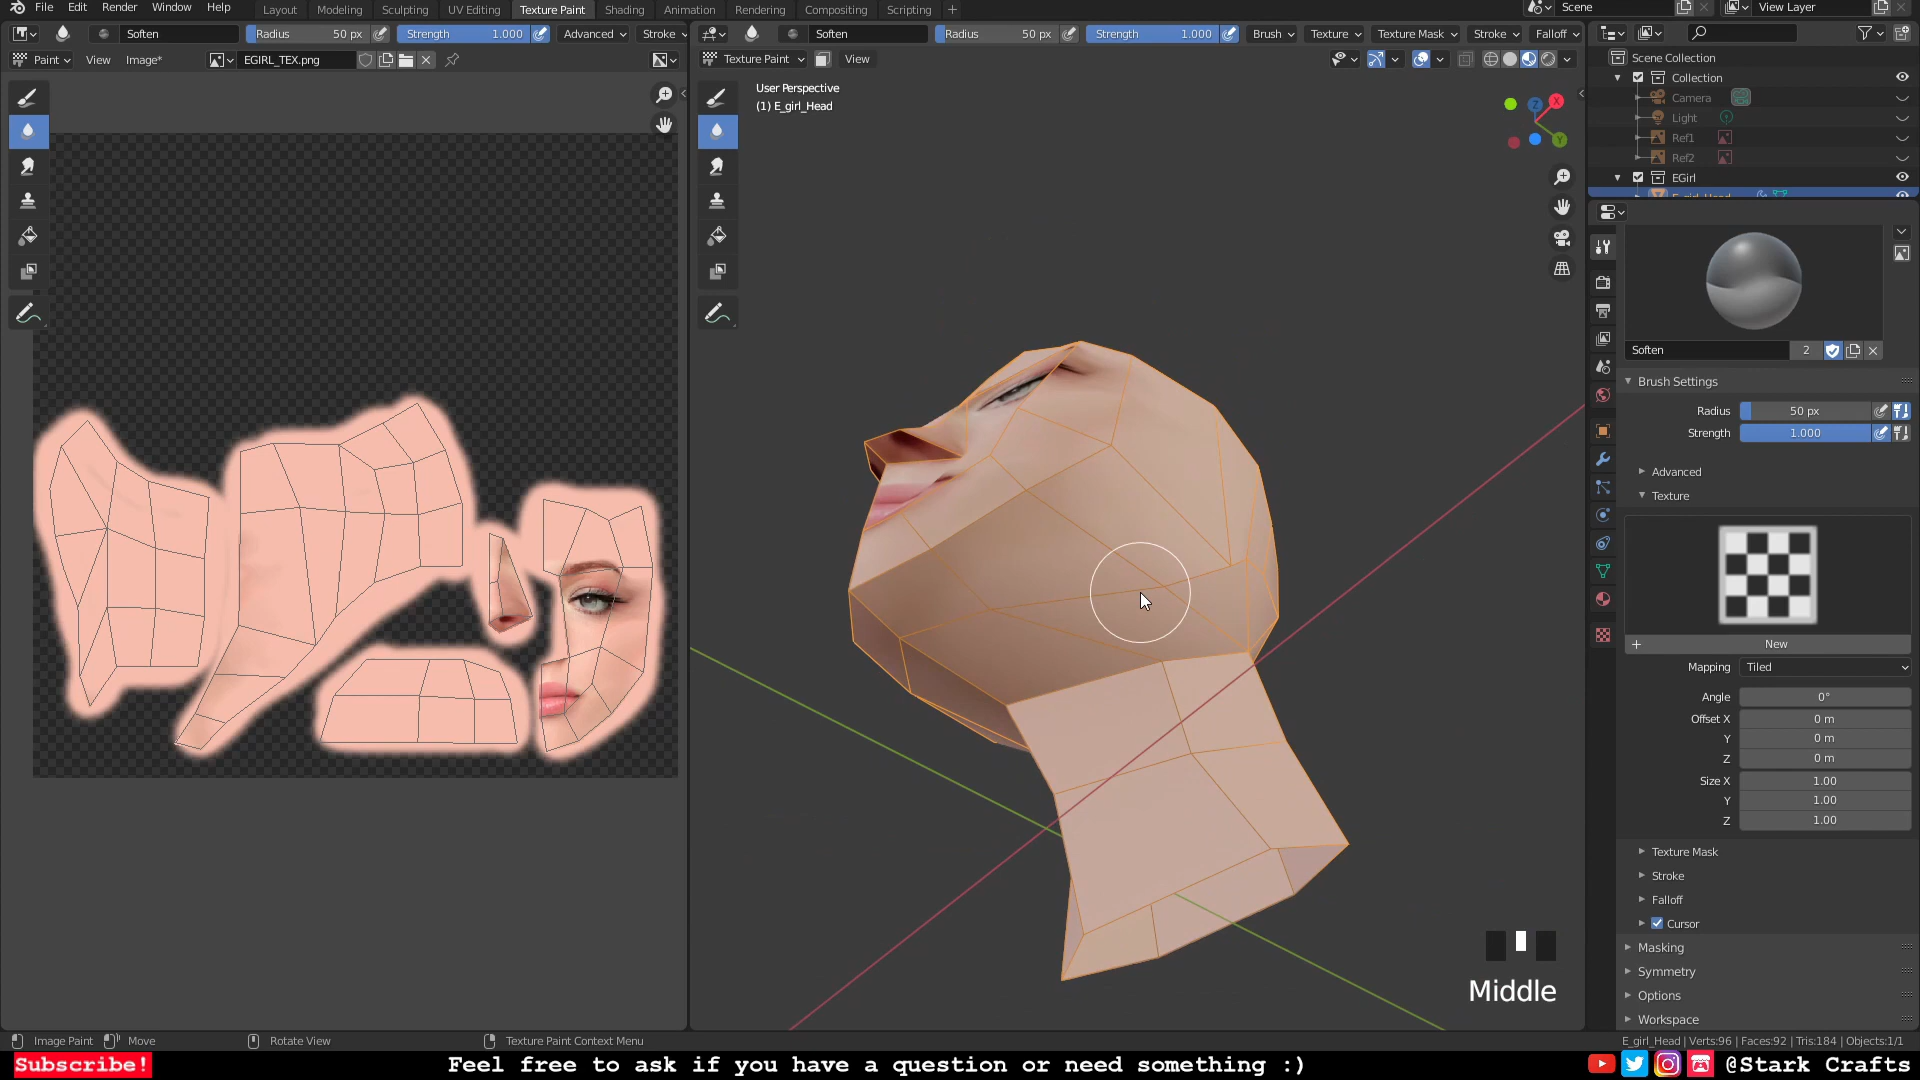 File Edit Render Window Help Layout Modeling Sculpting UV Editing Texture Paint Shading Animation Rendering Compositing Scripting + Scene View Layer
Soften Radius 50 px Strength 1.000 Advanced Stroke
Soften Radius 50 px Strength 1.000 Brush Texture Texture Mask Stroke Falloff
Paint View Image* EGIRL_TEX.png
Texture Paint View
User Perspective
(1) E_girl_Head
X
Y
Z
Scene Collection
Collection
Camera
Light
Ref1
Ref2
EGirl
E_girl_Head
Soften 2
Brush Settings
Radius 50 px
Strength 1.000
Advanced
Texture
New
Mapping Tiled
Angle 0°
Offset X 0 m
Y 0 m
Z 0 m
Size X 1.00
Y 1.00
Z 1.00
Texture Mask
Stroke
Falloff
Cursor
Masking
Symmetry
Options
Workspace
Middle
Image Paint Move Rotate View Texture Paint Context Menu
E_girl_Head | Verts:96 | Faces:92 | Tris:184 | Objects:1/1
Subscribe! Feel free to ask if you have a question or need something :) @Stark Crafts